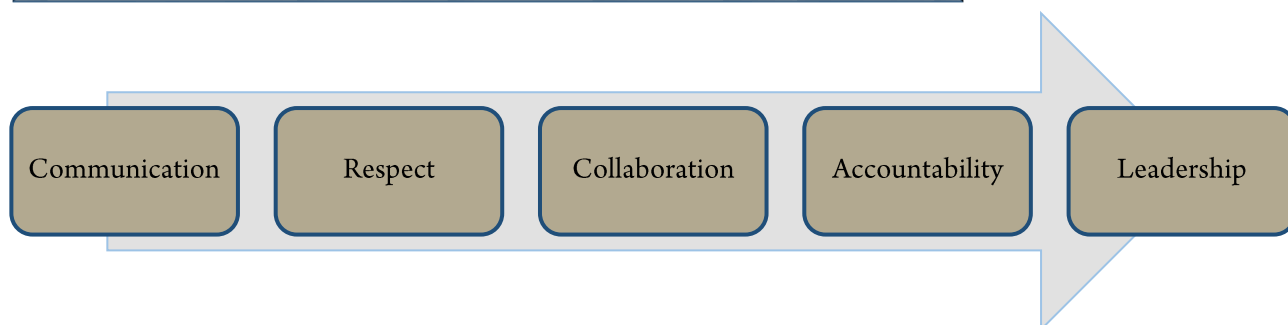 Communication
Respect
Collaboration
Accountability
Leadership